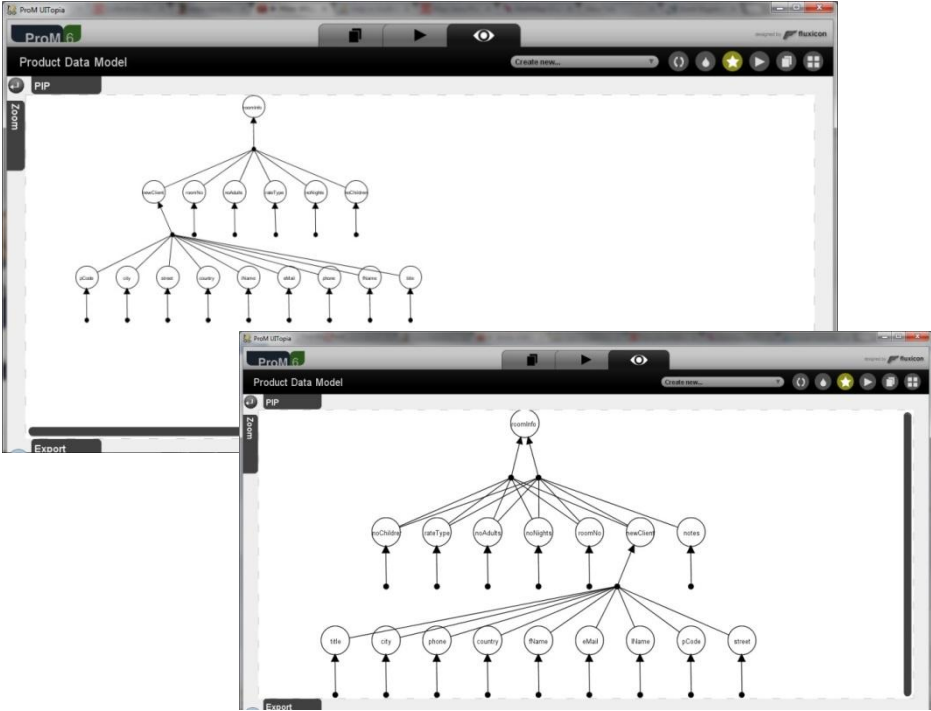 ProM UITopia
ProM 6
designed by fluxicon
Product Data Model
Create new...
PIP
Zoom
roomInfo
newClient roomNo noAdults rateType noNights noChildren
pCode city street country lName eMail phone fName title
Export
ProM UITopia
ProM 6
designed by fluxicon
Product Data Model
Create new...
PIP
Zoom
roomInfo
noChildre rateType noAdults noNights roomNo newClient notes
title city phone country fName eMail lName pCode street
Export